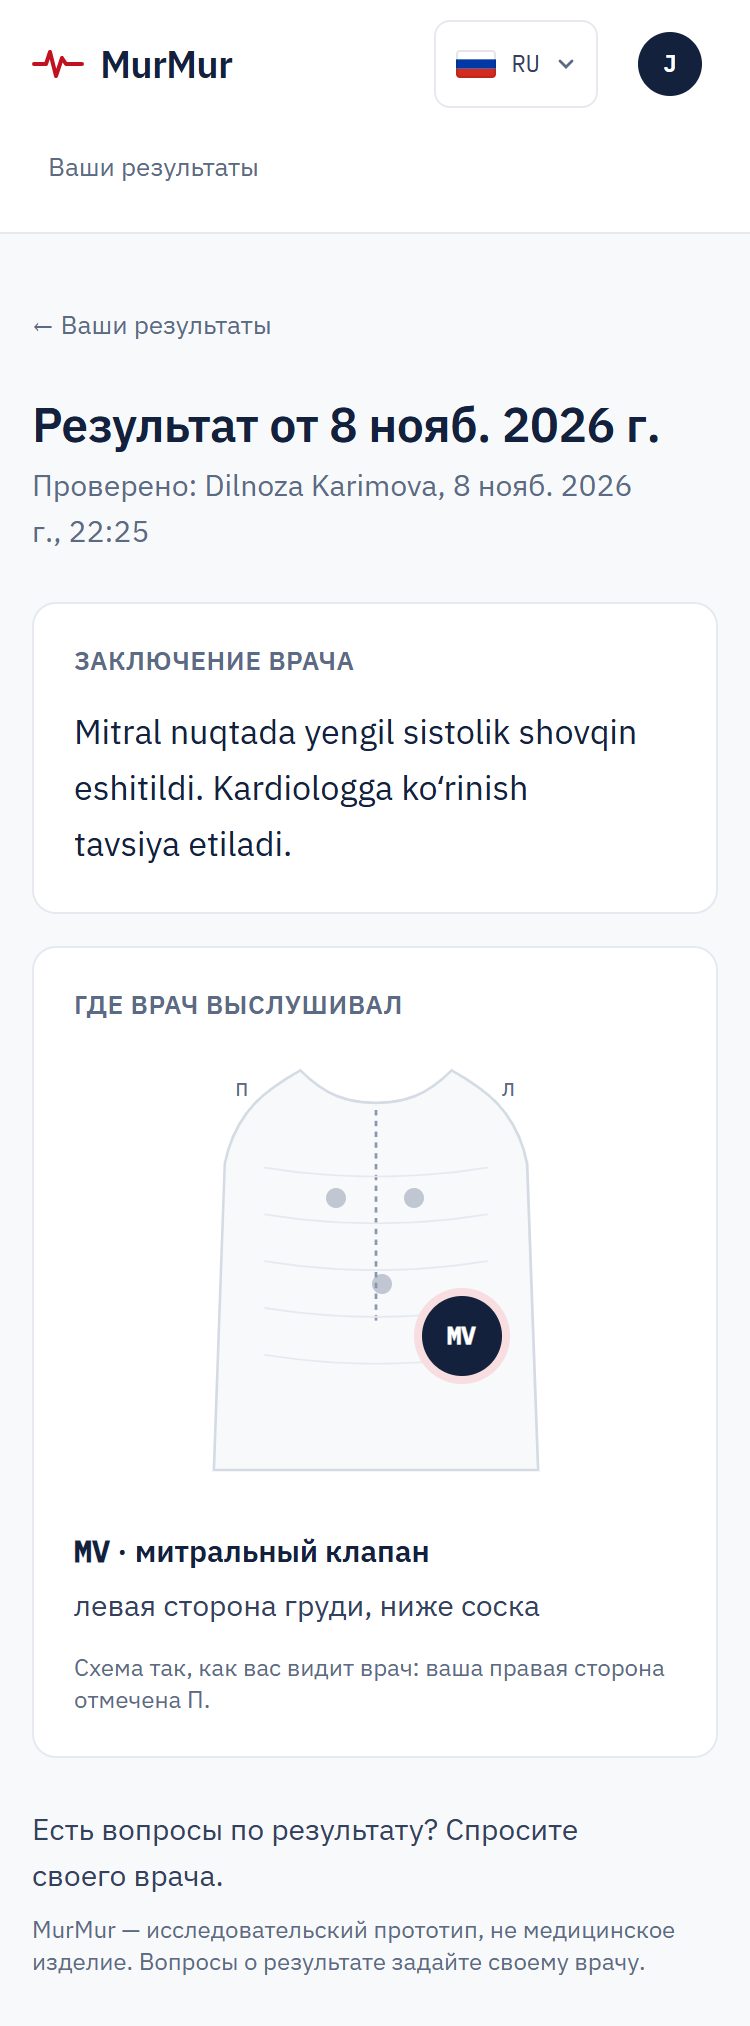 MurMur
RU
J
Ваши результаты
← Ваши результаты
Результат от 8 нояб. 2026 г.
Проверено: Dilnoza Karimova, 8 нояб. 2026
г., 22:25
ЗАКЛЮЧЕНИЕ ВРАЧА
Mitral nuqtada yengil sistolik shovqin
eshitildi. Kardiologga koʻrinish
tavsiya etiladi.
ГДЕ ВРАЧ ВЫСЛУШИВАЛ
П
Л
MV
MV · митральный клапан
левая сторона груди, ниже соска
Схема так, как вас видит врач: ваша правая сторона
отмечена П.
Есть вопросы по результату? Спросите
своего врача.
MurMur — исследовательский прототип, не медицинское
изделие. Вопросы о результате задайте своему врачу.